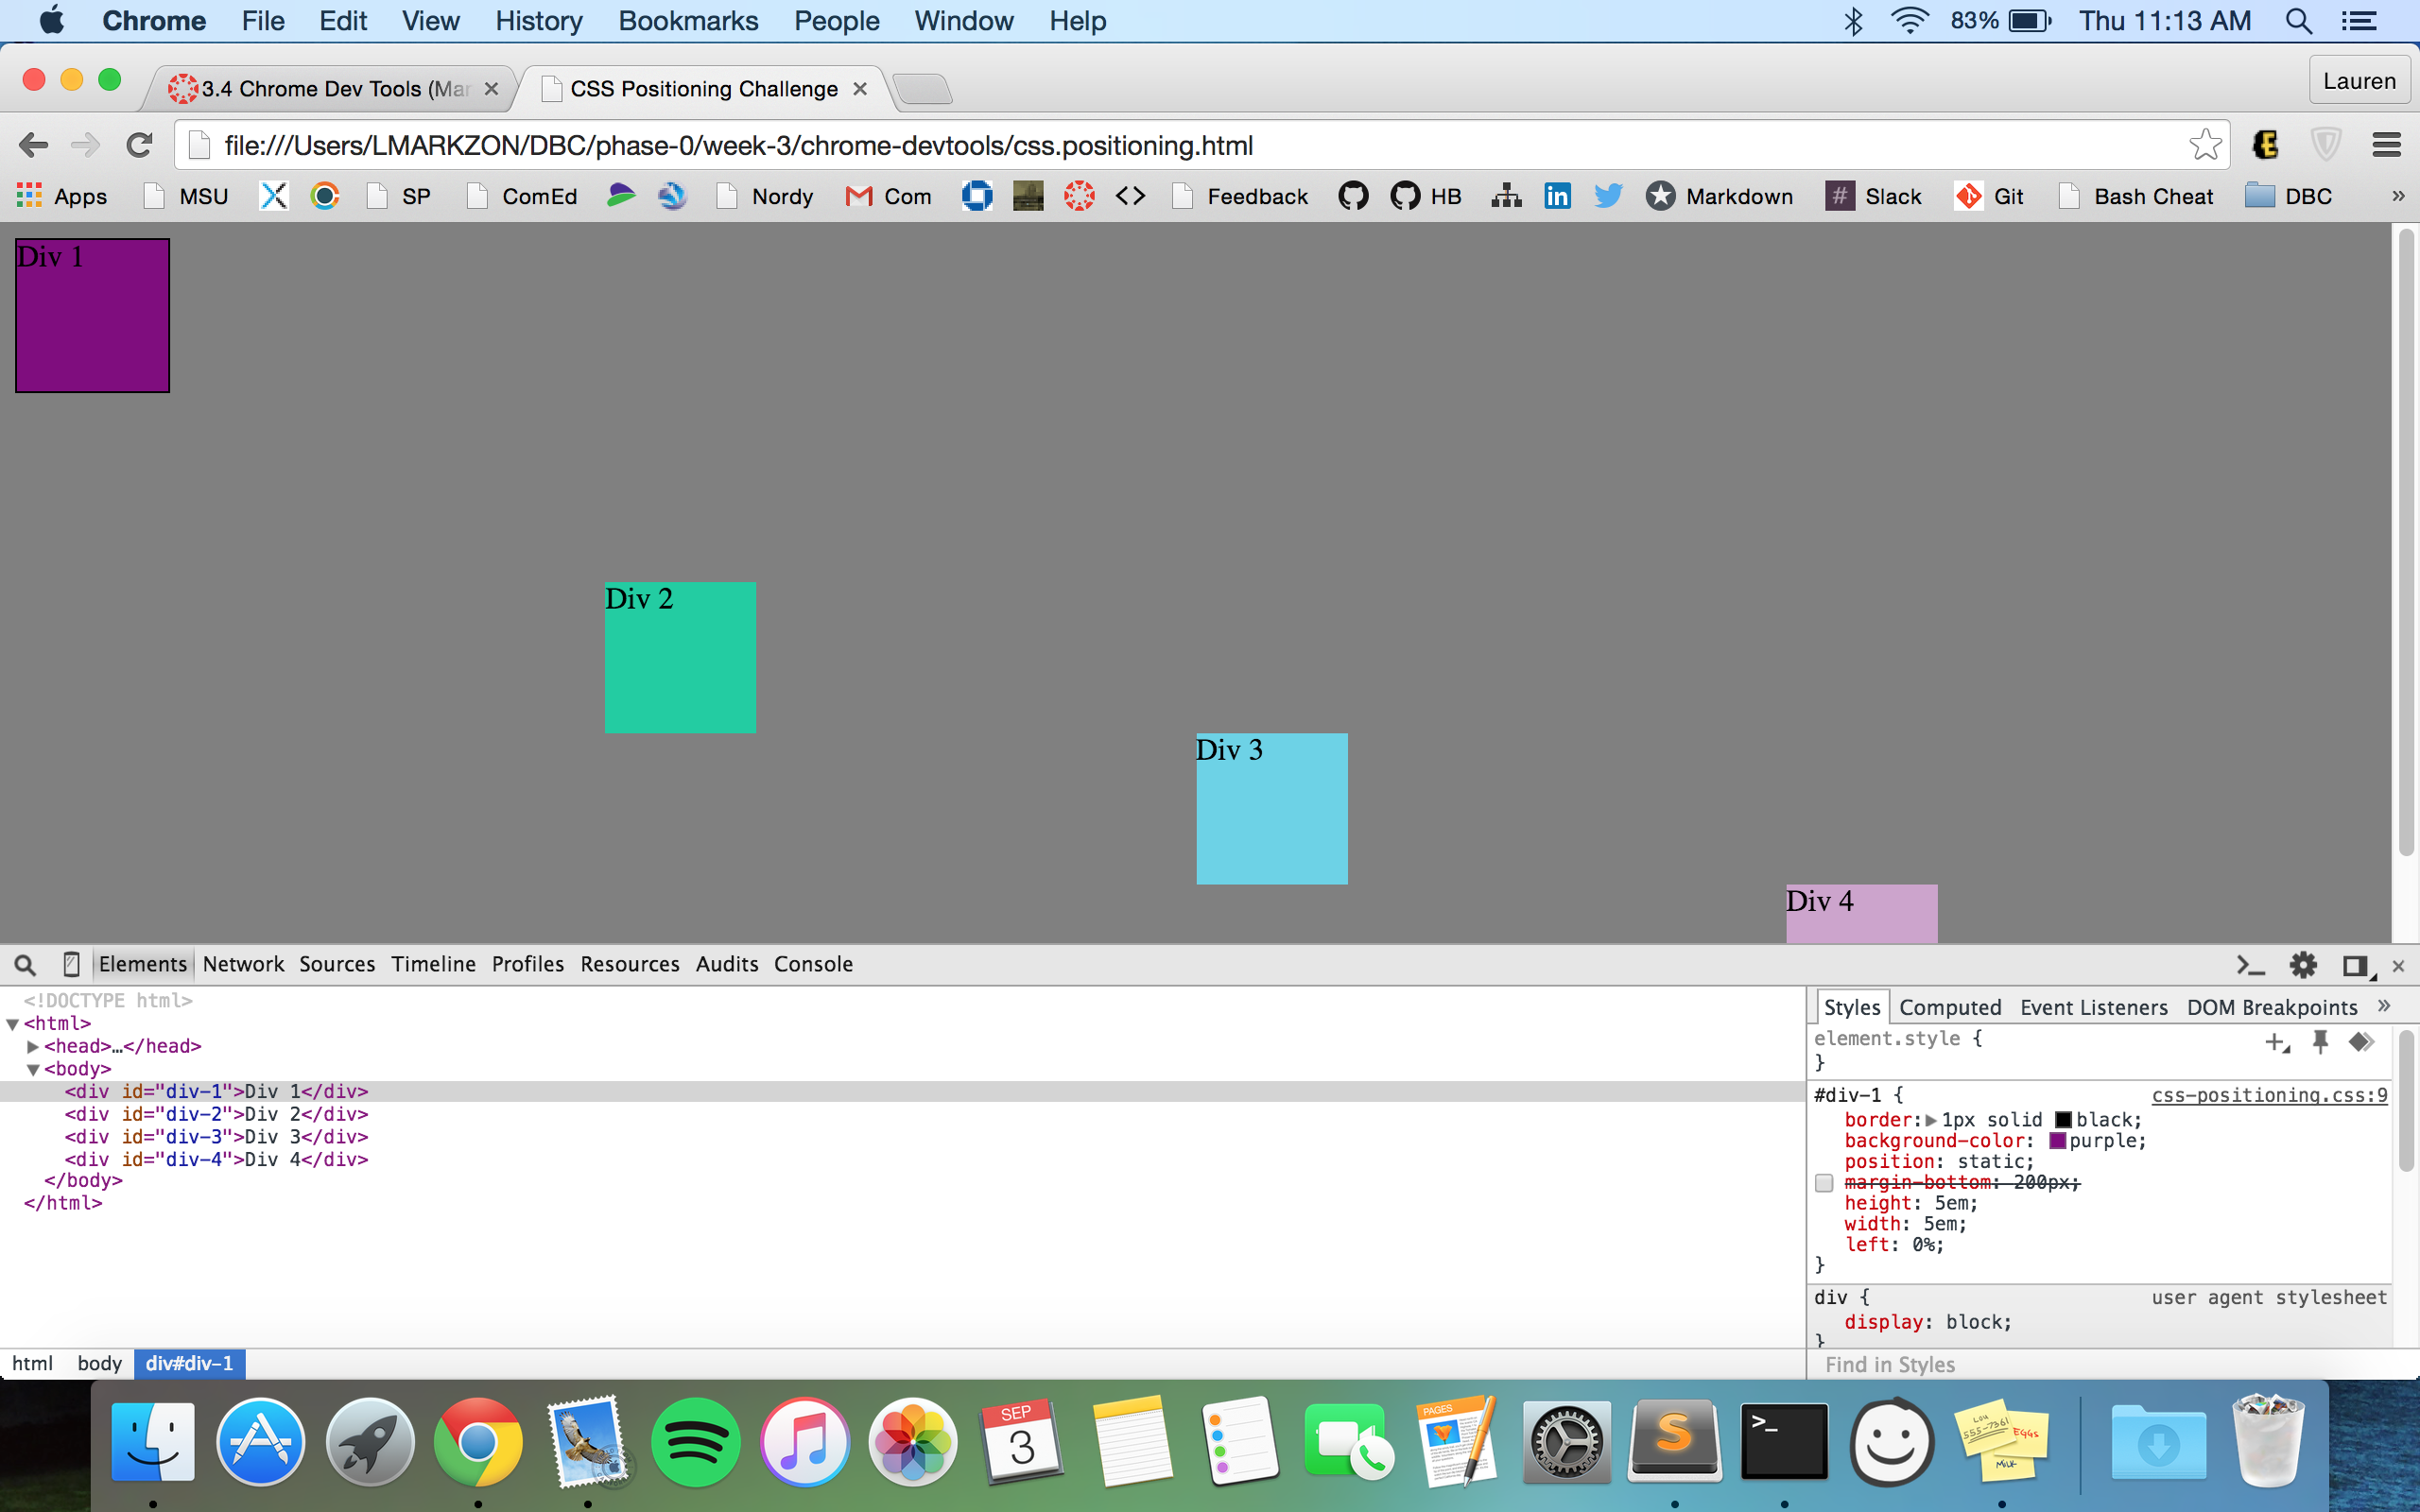 Chrome File Edit View History Bookmarks People Window Help 83% Thu 11:13 AM
3.4 Chrome Dev Tools (Mar CSS Positioning Challenge Lauren
file:///Users/LMARKZON/DBC/phase-0/week-3/chrome-devtools/css.positioning.html
Apps MSU SP ComEd Nordy Com Feedback HB Markdown Slack Git Bash Cheat DBC »
Div 1
Div 2
Div 3
Div 4
Elements Network Sources Timeline Profiles Resources Audits Console
<!DOCTYPE html>
<html>
<head>…</head>
<body>
<div id="div-1">Div 1</div>
<div id="div-2">Div 2</div>
<div id="div-3">Div 3</div>
<div id="div-4">Div 4</div>
</body>
</html>
html body div#div-1
Styles Computed Event Listeners DOM Breakpoints »
element.style {
}
#div-1 { css-positioning.css:9
border: 1px solid black;
background-color: purple;
position: static;
margin-bottom: 200px;
height: 5em;
width: 5em;
left: 0%;
}
div { user agent stylesheet
display: block;
}
Find in Styles
SEP
3
PAGES
Lou
555-7361
EGGS
MILK